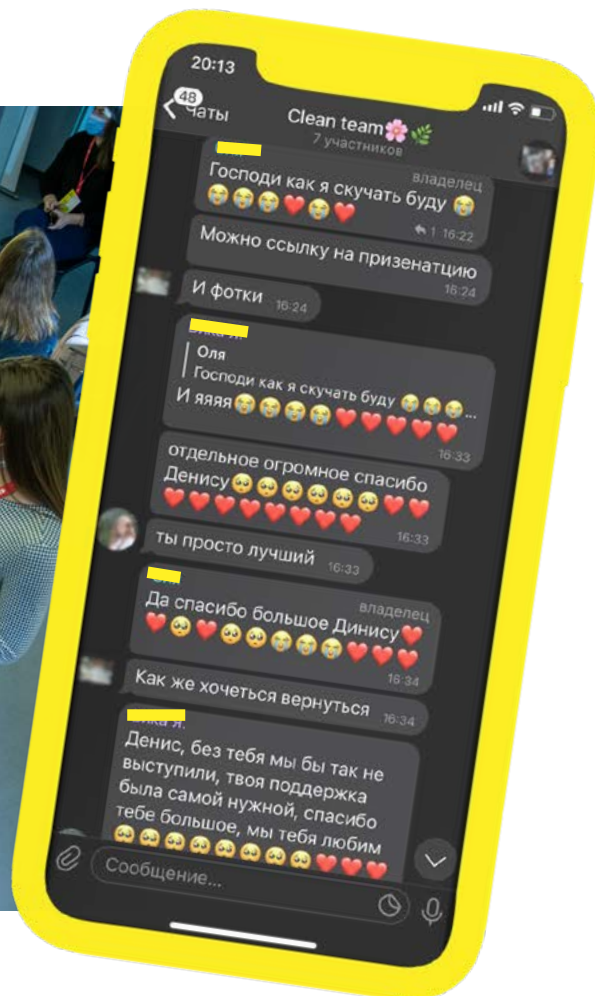 20:13
48
Чаты
Clean team🌸🌿
7 участников
владелец
Господи как я скучать буду 😭
😭😭😭❤️😭❤️
1 16:22
Можно ссылку на призенатцию
16:24
И фотки 16:24
Оля
Господи как я скучать буду 😭😭😭...
И яяяя😭😭😭😭❤️❤️❤️❤️❤️
16:33
отдельное огромное спасибо
Денису🥺🥺🥺🥺🥺🥺❤️❤️
❤️❤️❤️❤️❤️❤️❤️❤️
16:33
ты просто лучший 16:33
владелец
Да спасибо большое Динису❤️
❤️🥺❤️🥺🥺😭😭😭❤️❤️❤️
16:34
Как же хочеться вернуться 16:34
Денис, без тебя мы бы так не
выступили, твоя поддержка
была самой нужной, спасибо
тебе большое, мы тебя любим
🥺🥺🥺🥺🥺🥺🥺🥺❤️❤️❤️
Сообщение...